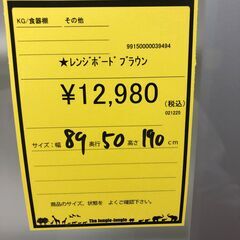 KG/食器棚 その他
99150000039494
★レンジボード ブラウン
¥12,980
(税込)
021225
サイズ:幅 89 奥行 50 高さ 190 cm
商品のサイズ、状態を よくご確認下さい。
The Jungle-Jungle